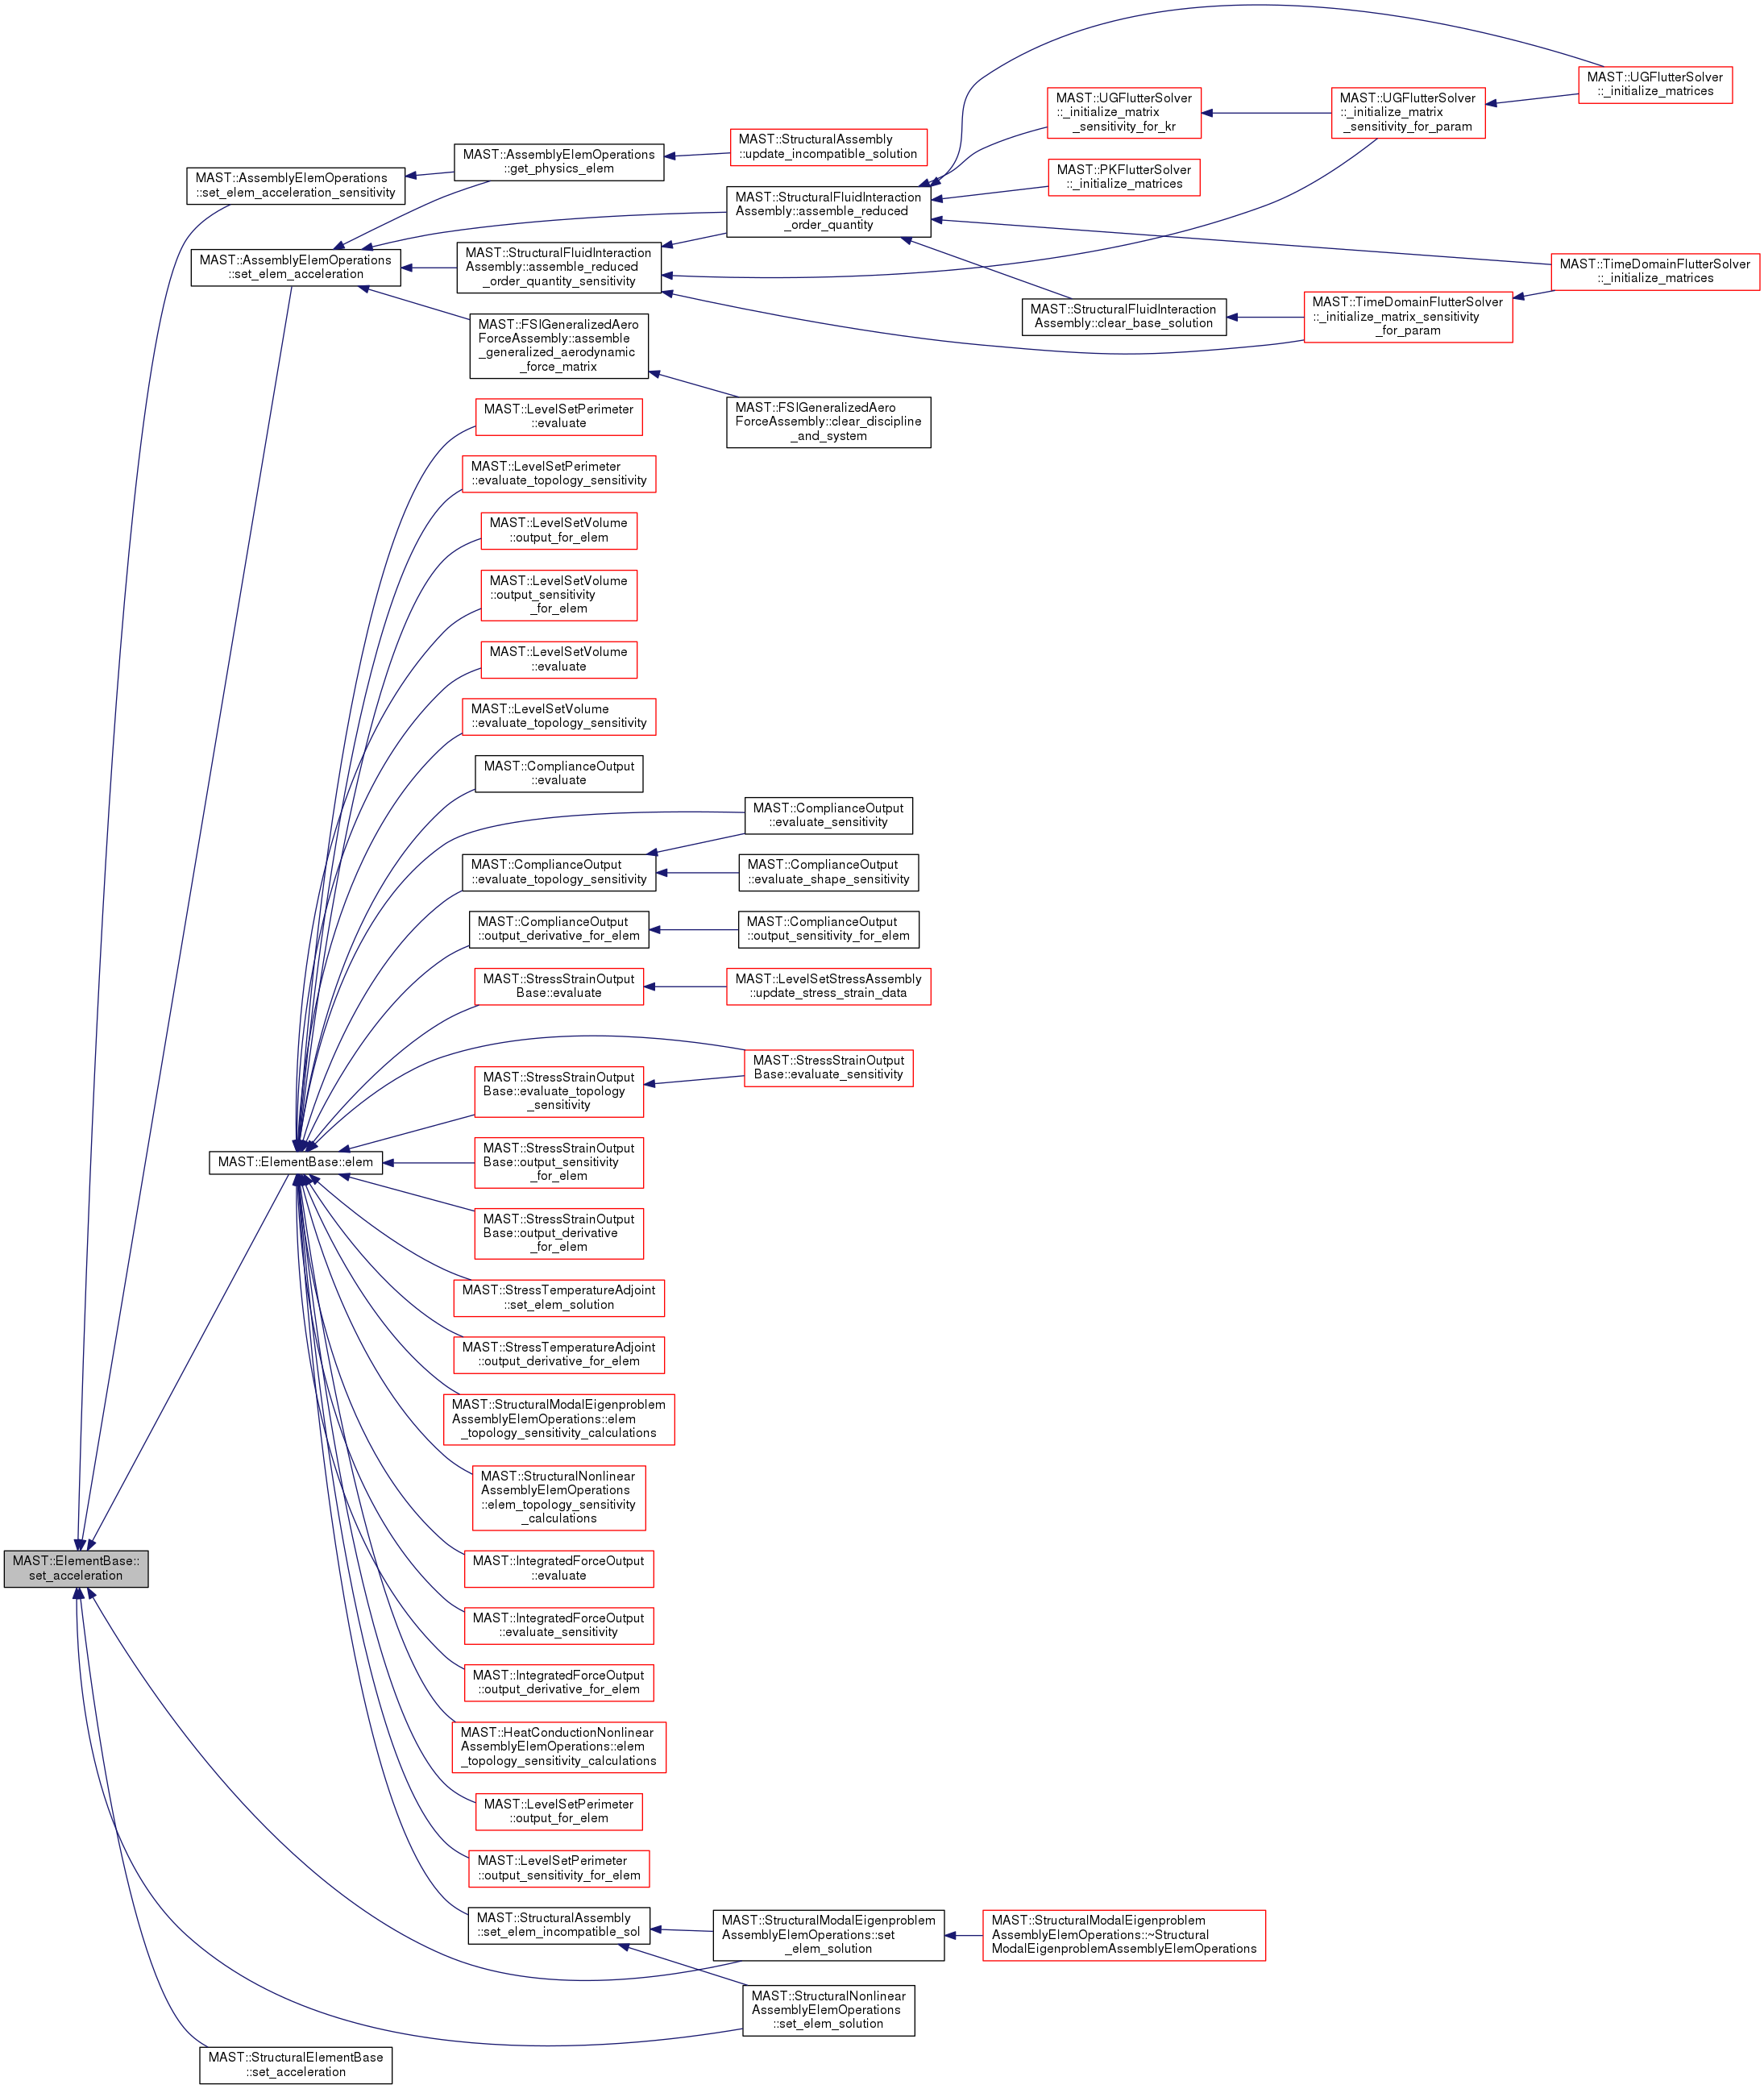 MAST::UGFlutterSolver
::_initialize_matrices
MAST::UGFlutterSolver
::_initialize_matrix
_sensitivity_for_kr
MAST::UGFlutterSolver
::_initialize_matrix
_sensitivity_for_param
MAST::StructuralAssembly
::update_incompatible_solution
MAST::AssemblyElemOperations
::get_physics_elem
MAST::PKFlutterSolver
::_initialize_matrices
MAST::AssemblyElemOperations
::set_elem_acceleration_sensitivity
MAST::StructuralFluidInteraction
Assembly::assemble_reduced
_order_quantity
MAST::AssemblyElemOperations
::set_elem_acceleration
MAST::StructuralFluidInteraction
Assembly::assemble_reduced
_order_quantity_sensitivity
MAST::TimeDomainFlutterSolver
::_initialize_matrices
MAST::StructuralFluidInteraction
Assembly::clear_base_solution
MAST::TimeDomainFlutterSolver
::_initialize_matrix_sensitivity
_for_param
MAST::FSIGeneralizedAero
ForceAssembly::assemble
_generalized_aerodynamic
_force_matrix
MAST::FSIGeneralizedAero
ForceAssembly::clear_discipline
_and_system
MAST::LevelSetPerimeter
::evaluate
MAST::LevelSetPerimeter
::evaluate_topology_sensitivity
MAST::LevelSetVolume
::output_for_elem
MAST::LevelSetVolume
::output_sensitivity
_for_elem
MAST::LevelSetVolume
::evaluate
MAST::LevelSetVolume
::evaluate_topology_sensitivity
MAST::ComplianceOutput
::evaluate
MAST::ComplianceOutput
::evaluate_sensitivity
MAST::ComplianceOutput
::evaluate_topology_sensitivity
MAST::ComplianceOutput
::evaluate_shape_sensitivity
MAST::ComplianceOutput
::output_derivative_for_elem
MAST::ComplianceOutput
::output_sensitivity_for_elem
MAST::StressStrainOutput
Base::evaluate
MAST::LevelSetStressAssembly
::update_stress_strain_data
MAST::StressStrainOutput
Base::evaluate_sensitivity
MAST::StressStrainOutput
Base::evaluate_topology
_sensitivity
MAST::ElementBase::elem
MAST::StressStrainOutput
Base::output_sensitivity
_for_elem
MAST::StressStrainOutput
Base::output_derivative
_for_elem
MAST::StressTemperatureAdjoint
::set_elem_solution
MAST::StressTemperatureAdjoint
::output_derivative_for_elem
MAST::StructuralModalEigenproblem
AssemblyElemOperations::elem
_topology_sensitivity_calculations
MAST::StructuralNonlinear
AssemblyElemOperations
::elem_topology_sensitivity
_calculations
MAST::ElementBase::
set_acceleration
MAST::IntegratedForceOutput
::evaluate
MAST::IntegratedForceOutput
::evaluate_sensitivity
MAST::IntegratedForceOutput
::output_derivative_for_elem
MAST::HeatConductionNonlinear
AssemblyElemOperations::elem
_topology_sensitivity_calculations
MAST::LevelSetPerimeter
::output_for_elem
MAST::LevelSetPerimeter
::output_sensitivity_for_elem
MAST::StructuralAssembly
::set_elem_incompatible_sol
MAST::StructuralModalEigenproblem
AssemblyElemOperations::set
_elem_solution
MAST::StructuralModalEigenproblem
AssemblyElemOperations::~Structural
ModalEigenproblemAssemblyElemOperations
MAST::StructuralNonlinear
AssemblyElemOperations
::set_elem_solution
MAST::StructuralElementBase
::set_acceleration